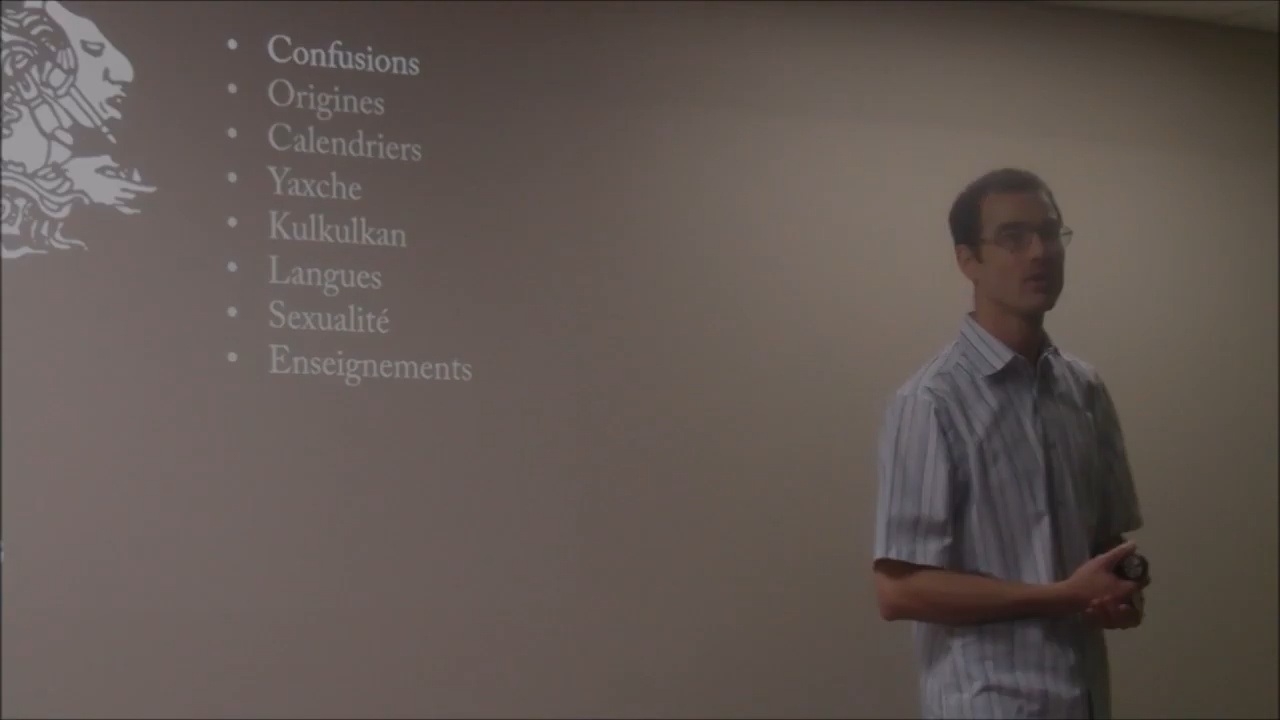 • Confusions
• Origines
• Calendriers
• Yaxche
• Kulkulkan
• Langues
• Sexualité
• Enseignements